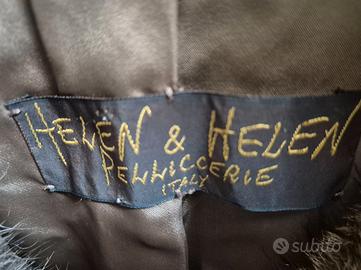 HELEN & HELEN
PELLICCERIE
ITALY
subito